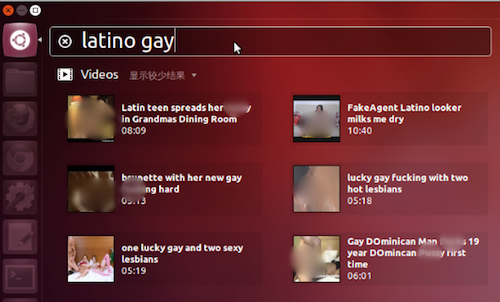 latino gay
Videos 显示较少结果
Latin teen spreads her
in Grandmas Dining Room
08:09
FakeAgent Latino looker
milks me dry
10:40
brunette with her new gay
hard
05:13
lucky gay fucking with two
hot lesbians
05:18
one lucky gay and two sexy
lesbians
05:19
Gay DOminican Man 19
year DOmincan first
time
06:01